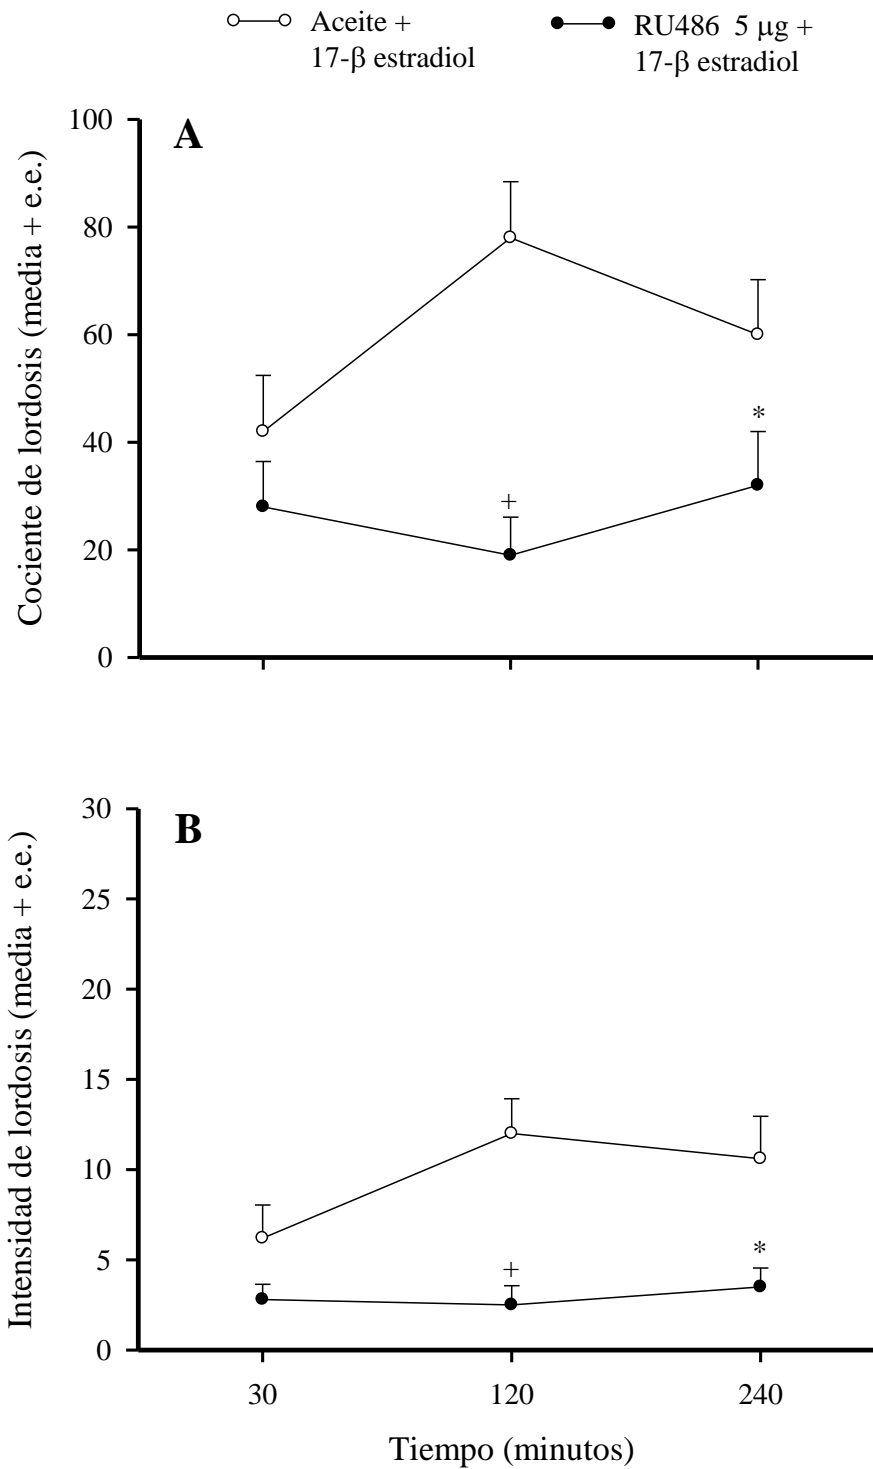 Aceite +
17-β estradiol
RU486 5 μg +
17-β estradiol
A
Cociente de lordosis (media + e.e.)
100
80
60
40
20
0
+
*
B
Intensidad de lordosis (media + e.e.)
30
25
20
15
10
5
0
+
*
30 120 240
Tiempo (minutos)